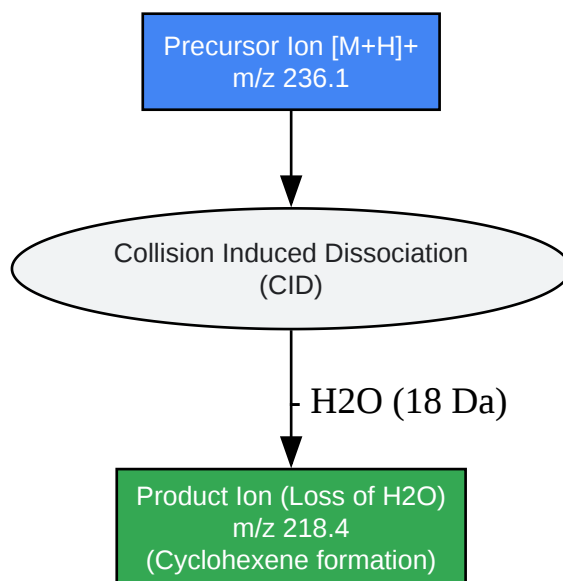 Precursor Ion [M+H]+
m/z 236.1
Collision Induced Dissociation
(CID)
- H2O (18 Da)
Product Ion (Loss of H2O)
m/z 218.4
(Cyclohexene formation)